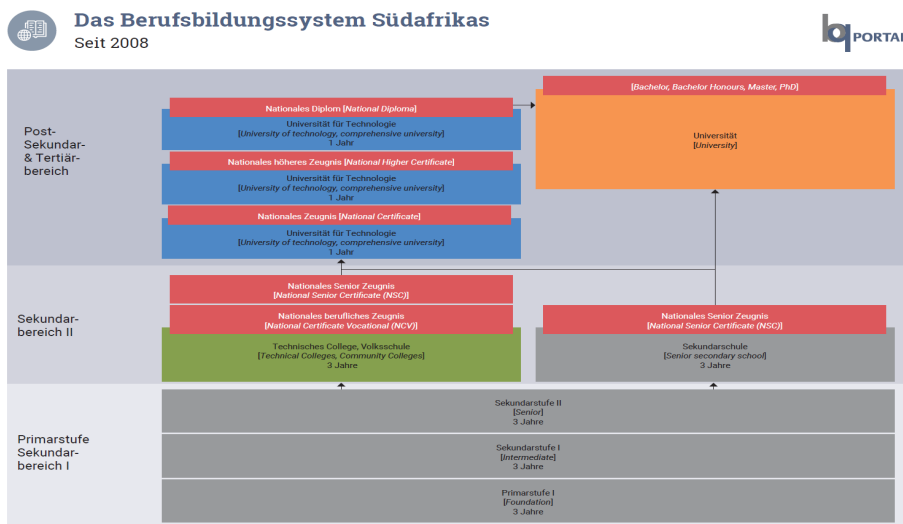 Das Berufsbildungssystem Südafrikas
Seit 2008
bq PORTAL
Post-
Sekundar-
& Tertiär-
bereich
Nationales Diplom [National Diploma]
Universität für Technologie
[University of technology, comprehensive university]
1 Jahr
Nationales höheres Zeugnis [National Higher Certificate]
Universität für Technologie
[University of technology, comprehensive university]
1 Jahr
Nationales Zeugnis [National Certificate]
Universität für Technologie
[University of technology, comprehensive university]
1 Jahr
[Bachelor, Bachelor Honours, Master, PhD]
Universität
[University]
Sekundar-
bereich II
Nationales Senior Zeugnis
[National Senior Certificate (NSC)]
Nationales berufliches Zeugnis
[National Certificate Vocational (NCV)]
Technisches College, Volksschule
[Technical Colleges, Community Colleges]
3 Jahre
Nationales Senior Zeugnis
[National Senior Certificate (NSC)]
Sekundarschule
[Senior secondary school]
3 Jahre
Primarstufe
Sekundar-
bereich I
Sekundarstufe II
[Senior]
3 Jahre
Sekundarstufe I
[Intermediate]
3 Jahre
Primarstufe I
[Foundation]
3 Jahre